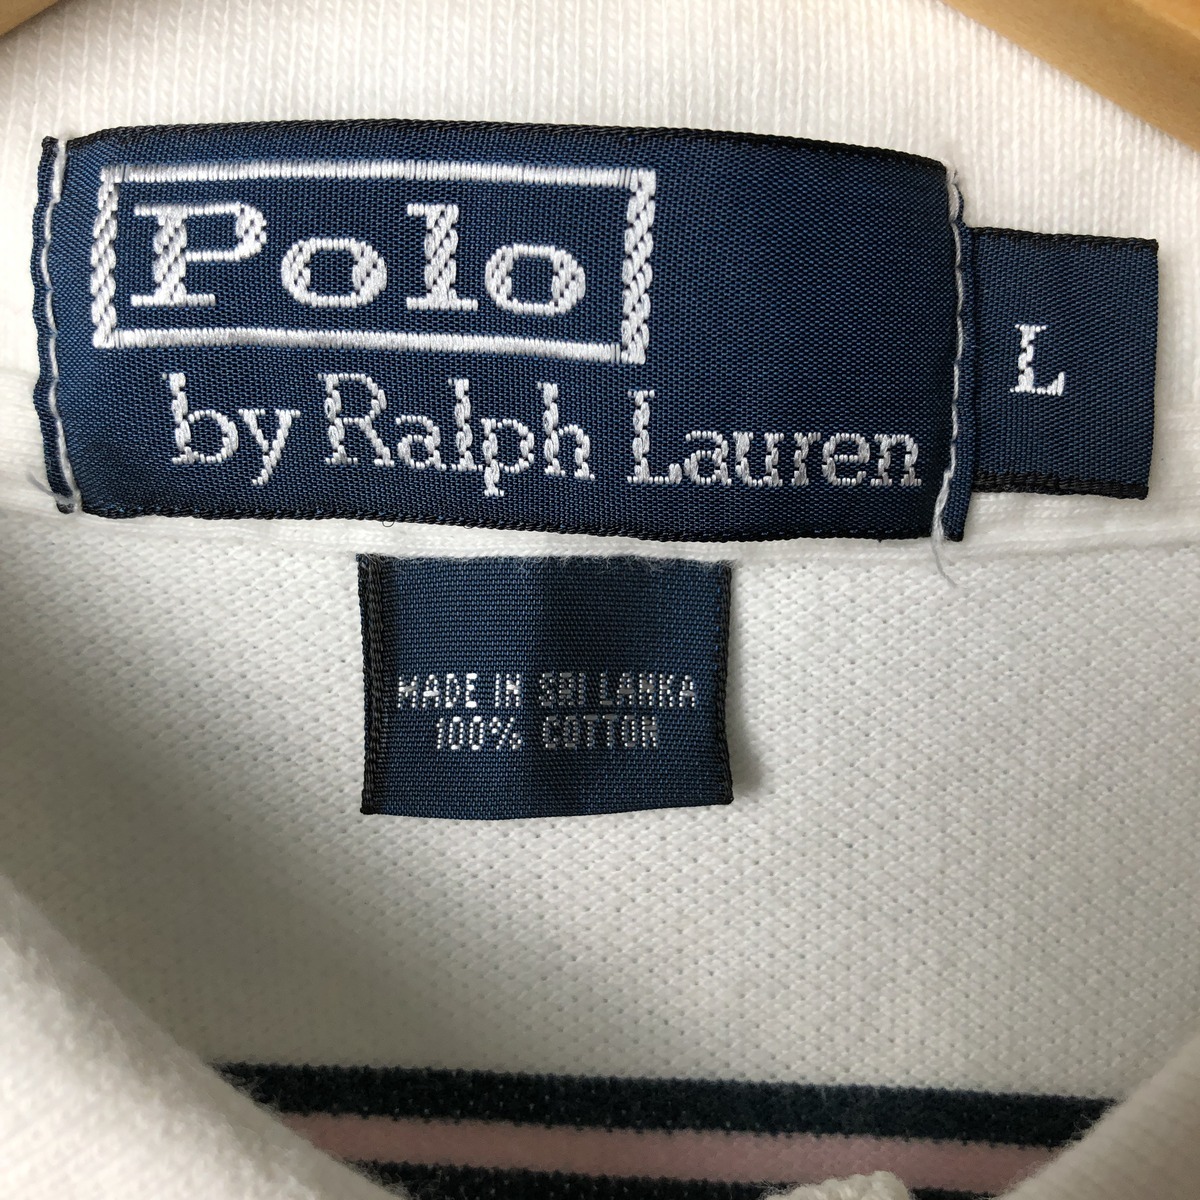 Polo
by Ralph Lauren
L
MADE IN SRI LANKA
100% COTTON